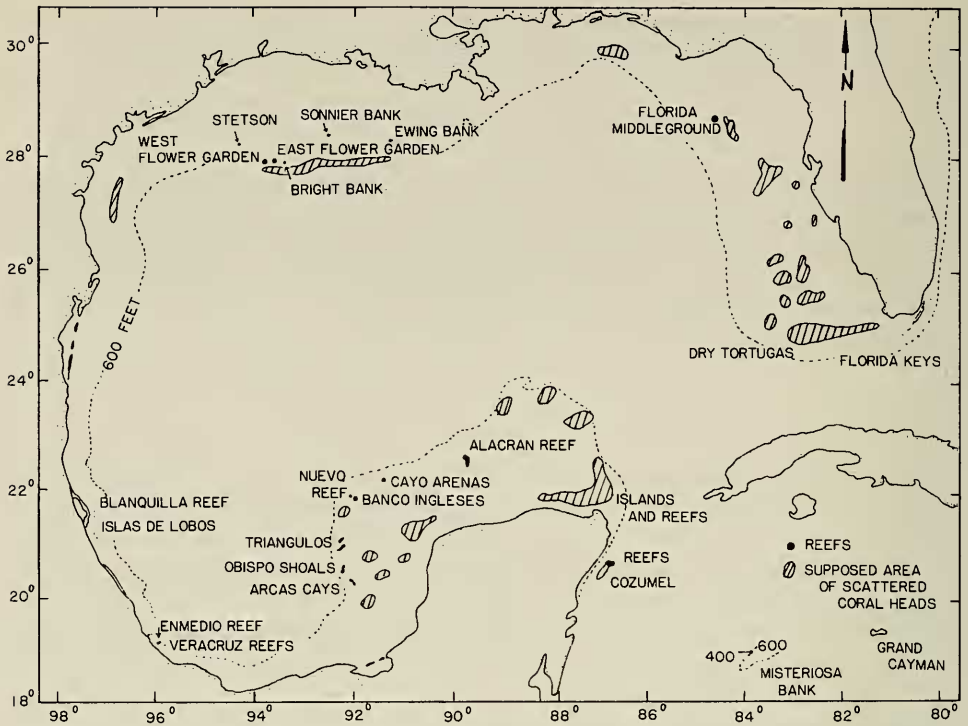 30°
28°
26°
24°
22°
20°
18°
98°
96°
94°
92°
90°
88°
86°
84°
82°
80°
N
STETSON
SONNIER BANK
EWING BANK
WEST
FLOWER GARDEN
EAST FLOWER GARDEN
BRIGHT BANK
FLORIDA
MIDDLEGROUND
600 FEET
DRY TORTUGAS
FLORIDA KEYS
ALACRAN REEF
NUEVO
REEF
CAYO ARENAS
BANCO INGLESES
BLANQUILLA REEF
ISLAS DE LOBOS
ISLANDS
AND REEFS
TRIANGULOS
OBISPO SHOALS
ARCAS CAYS
REEFS
COZUMEL
REEFS
SUPPOSED AREA
OF SCATTERED
CORAL HEADS
ENMEDIO REEF
VERACRUZ REEFS
400
600
MISTERIOSA
BANK
GRAND
CAYMAN